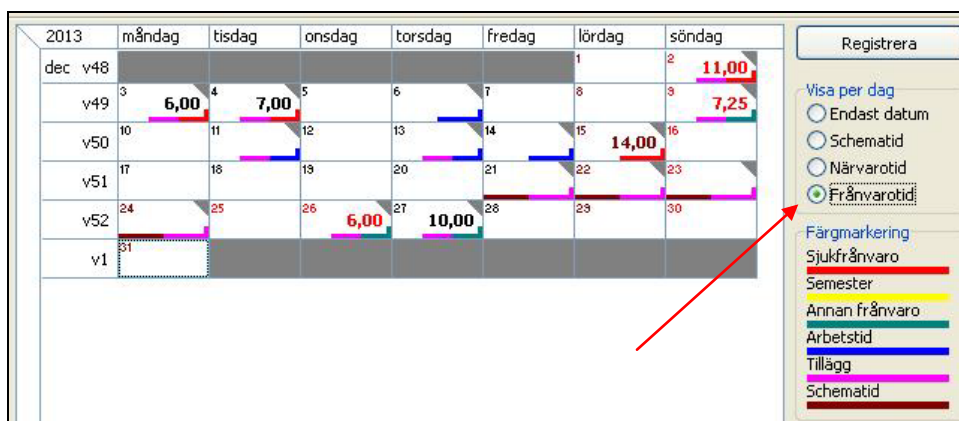 2013 måndag tisdag onsdag torsdag fredag lördag söndag
dec v48 1 2 11,00
v49 3 6,00 4 7,00 5 6 7 8 9 7,25
v50 10 11 12 13 14 15 14,00 16
v51 17 18 19 20 21 22 23
v52 24 25 26 6,00 27 10,00 28 29 30
v1 31
Registrera
Visa per dag
Endast datum
Schematid
Närvarotid
Frånvarotid
Färgmarkering
Sjukfrånvaro
Semester
Annan frånvaro
Arbetstid
Tillägg
Schematid